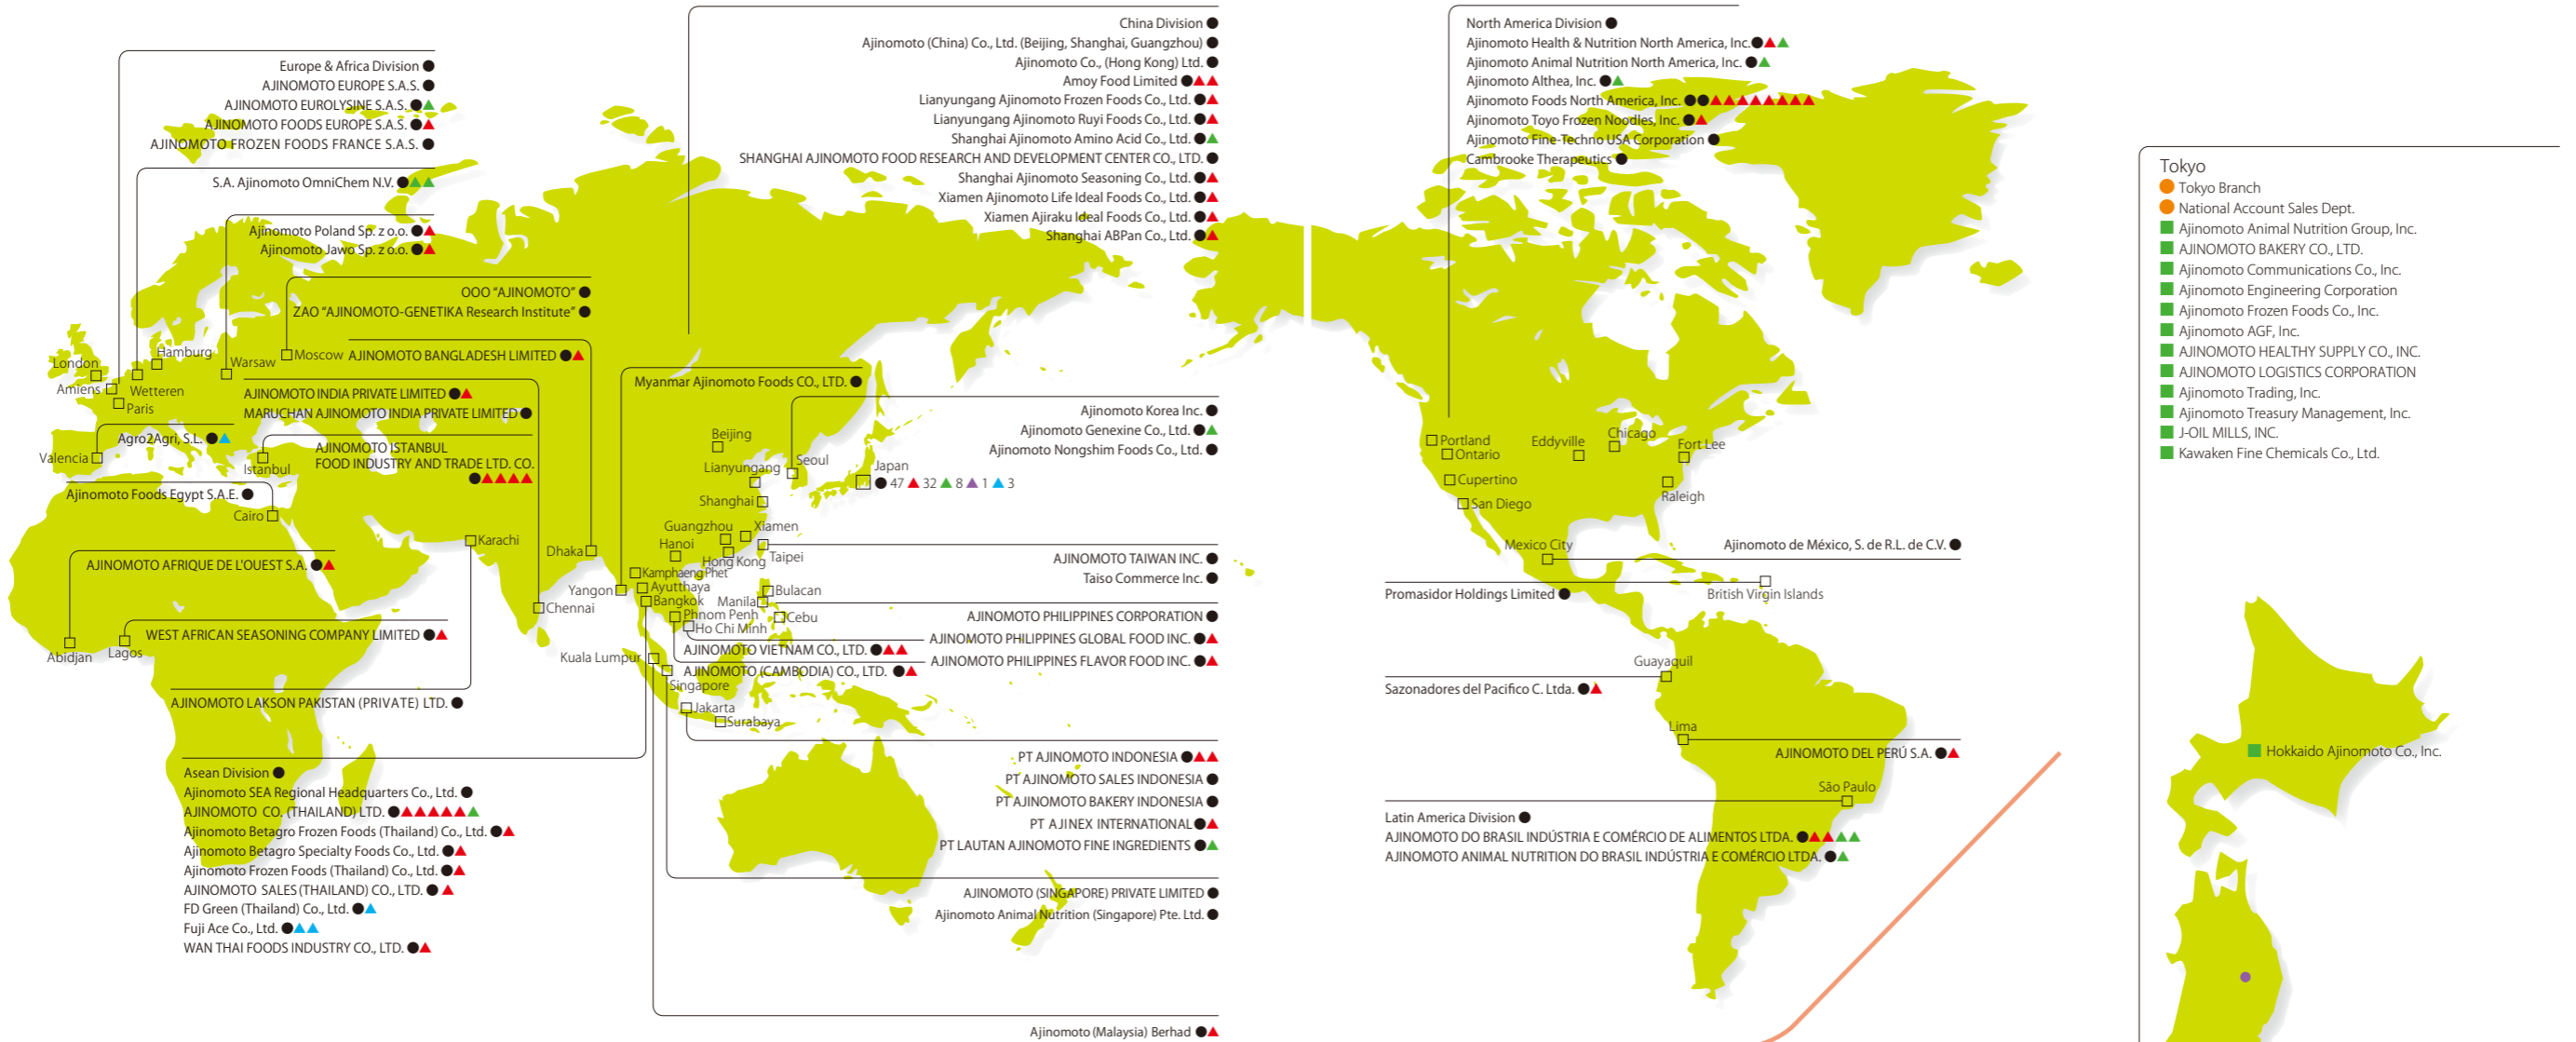 Europe & Africa Division
AJINOMOTO EUROPE S.A.S.
AJINOMOTO EUROLYSINE S.A.S.
AJINOMOTO FOODS EUROPE S.A.S.
AJINOMOTO FROZEN FOODS FRANCE S.A.S.
S.A. Ajinomoto OmniChem N.V.
Ajinomoto Poland Sp. z o.o.
Ajinomoto Jawo Sp. z o.o.
OOO "AJINOMOTO"
ZAO "AJINOMOTO-GENETIKA Research Institute"
AJINOMOTO BANGLADESH LIMITED
AJINOMOTO INDIA PRIVATE LIMITED
MARUCHAN AJINOMOTO INDIA PRIVATE LIMITED
Agro2Agri, S.L.
AJINOMOTO ISTANBUL
FOOD INDUSTRY AND TRADE LTD. CO.
Ajinomoto Foods Egypt S.A.E.
AJINOMOTO AFRIQUE DE L'OUEST S.A.
WEST AFRICAN SEASONING COMPANY LIMITED
AJINOMOTO LAKSON PAKISTAN (PRIVATE) LTD.
London
Hamburg
Amiens
Wetteren
Paris
Warsaw
Moscow
Valencia
Istanbul
Cairo
Karachi
Dhaka
Chennai
Abidjan
Lagos
Asean Division
Ajinomoto SEA Regional Headquarters Co., Ltd.
AJINOMOTO CO. (THAILAND) LTD.
Ajinomoto Betagro Frozen Foods (Thailand) Co., Ltd.
Ajinomoto Betagro Specialty Foods Co., Ltd.
Ajinomoto Frozen Foods (Thailand) Co., Ltd.
AJINOMOTO SALES (THAILAND) CO., LTD.
FD Green (Thailand) Co., Ltd.
Fuji Ace Co., Ltd.
WAN THAI FOODS INDUSTRY CO., LTD.
China Division
Ajinomoto (China) Co., Ltd. (Beijing, Shanghai, Guangzhou)
Ajinomoto Co., (Hong Kong) Ltd.
Amoy Food Limited
Lianyungang Ajinomoto Frozen Foods Co., Ltd.
Lianyungang Ajinomoto Ruyi Foods Co., Ltd.
Shanghai Ajinomoto Amino Acid Co., Ltd.
SHANGHAI AJINOMOTO FOOD RESEARCH AND DEVELOPMENT CENTER CO., LTD.
Shanghai Ajinomoto Seasoning Co., Ltd.
Xiamen Ajinomoto Life Ideal Foods Co., Ltd.
Xiamen Ajiraku Ideal Foods Co., Ltd.
Shanghai ABPan Co., Ltd.
Myanmar Ajinomoto Foods CO., LTD.
Ajinomoto Korea Inc.
Ajinomoto Genexine Co., Ltd.
Ajinomoto Nongshim Foods Co., Ltd.
Beijing
Lianyungang
Seoul
Japan
47 32 8 1 3
Shanghai
Guangzhou
Xiamen
Hanoi
Hong Kong
Taipei
Kamphaeng Phet
Yangon
Ayutthaya
Bangkok
Manila
Bulacan
Phnom Penh
Cebu
Ho Chi Minh
Kuala Lumpur
Singapore
Jakarta
Surabaya
AJINOMOTO TAIWAN INC.
Taiso Commerce Inc.
AJINOMOTO PHILIPPINES CORPORATION
AJINOMOTO PHILIPPINES GLOBAL FOOD INC.
AJINOMOTO PHILIPPINES FLAVOR FOOD INC.
AJINOMOTO VIETNAM CO., LTD.
AJINOMOTO (CAMBODIA) CO., LTD.
PT AJINOMOTO INDONESIA
PT AJINOMOTO SALES INDONESIA
PT AJINOMOTO BAKERY INDONESIA
PT AJINEX INTERNATIONAL
PT LAUTAN AJINOMOTO FINE INGREDIENTS
AJINOMOTO (SINGAPORE) PRIVATE LIMITED
Ajinomoto Animal Nutrition (Singapore) Pte. Ltd.
Ajinomoto (Malaysia) Berhad
North America Division
Ajinomoto Health & Nutrition North America, Inc.
Ajinomoto Animal Nutrition North America, Inc.
Ajinomoto Althea, Inc.
Ajinomoto Foods North America, Inc.
Ajinomoto Toyo Frozen Noodles, Inc.
Ajinomoto Fine-Techno USA Corporation
Cambrooke Therapeutics
Portland
Ontario
Cupertino
San Diego
Eddyville
Chicago
Fort Lee
Raleigh
Mexico City
Ajinomoto de México, S. de R.L. de C.V.
Promasidor Holdings Limited
British Virgin Islands
Guayaquil
Sazonadores del Pacifico C. Ltda.
Lima
AJINOMOTO DEL PERÚ S.A.
São Paulo
Latin America Division
AJINOMOTO DO BRASIL INDÚSTRIA E COMÉRCIO DE ALIMENTOS LTDA.
AJINOMOTO ANIMAL NUTRITION DO BRASIL INDÚSTRIA E COMÉRCIO LTDA.
Tokyo
Tokyo Branch
National Account Sales Dept.
Ajinomoto Animal Nutrition Group, Inc.
AJINOMOTO BAKERY CO., LTD.
Ajinomoto Communications Co., Inc.
Ajinomoto Engineering Corporation
Ajinomoto Frozen Foods Co., Inc.
Ajinomoto AGF, Inc.
AJINOMOTO HEALTHY SUPPLY CO., INC.
AJINOMOTO LOGISTICS CORPORATION
Ajinomoto Trading, Inc.
Ajinomoto Treasury Management, Inc.
J-OIL MILLS, INC.
Kawaken Fine Chemicals Co., Ltd.
Hokkaido Ajinomoto Co., Inc.